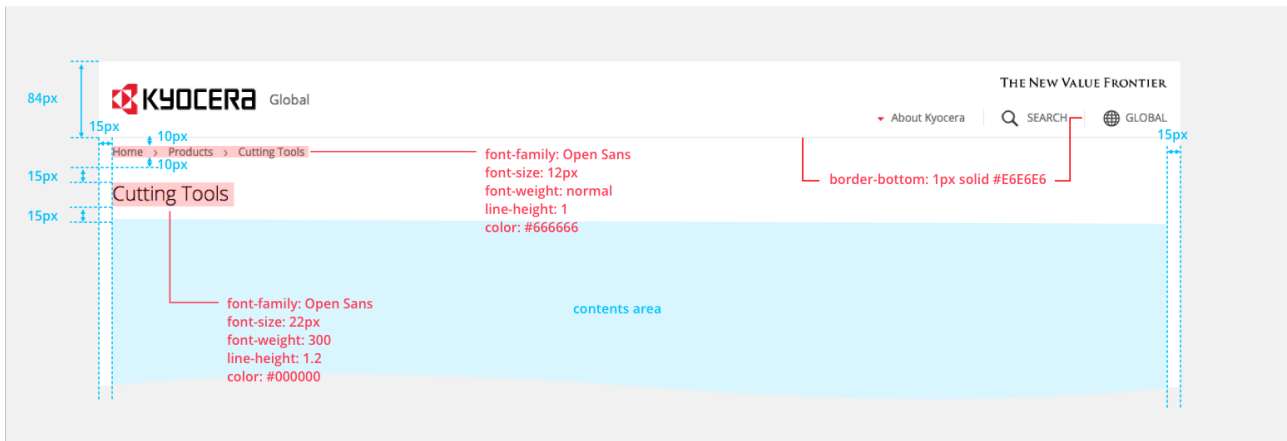 THE NEW VALUE FRONTIER
84px
KYOCERA Global
About Kyocera SEARCH GLOBAL
15px
10px
15px
Home > Products > Cutting Tools
10px
font-family: Open Sans
font-size: 12px
font-weight: normal
line-height: 1
color: #666666
border-bottom: 1px solid #E6E6E6
15px
Cutting Tools
15px
font-family: Open Sans
font-size: 22px
font-weight: 300
line-height: 1.2
color: #000000
contents area